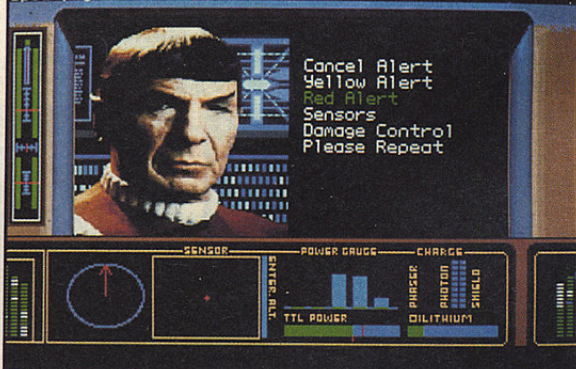 Cancel Alert
Yellow Alert
Red Alert
Sensors
Damage Control
Please Repeat
SENSOR
POWER GAUGE
CHARGE
ENTER. ALT.
PHASER
PHOTON
SHIELD
TTL POWER
DILITHIUM